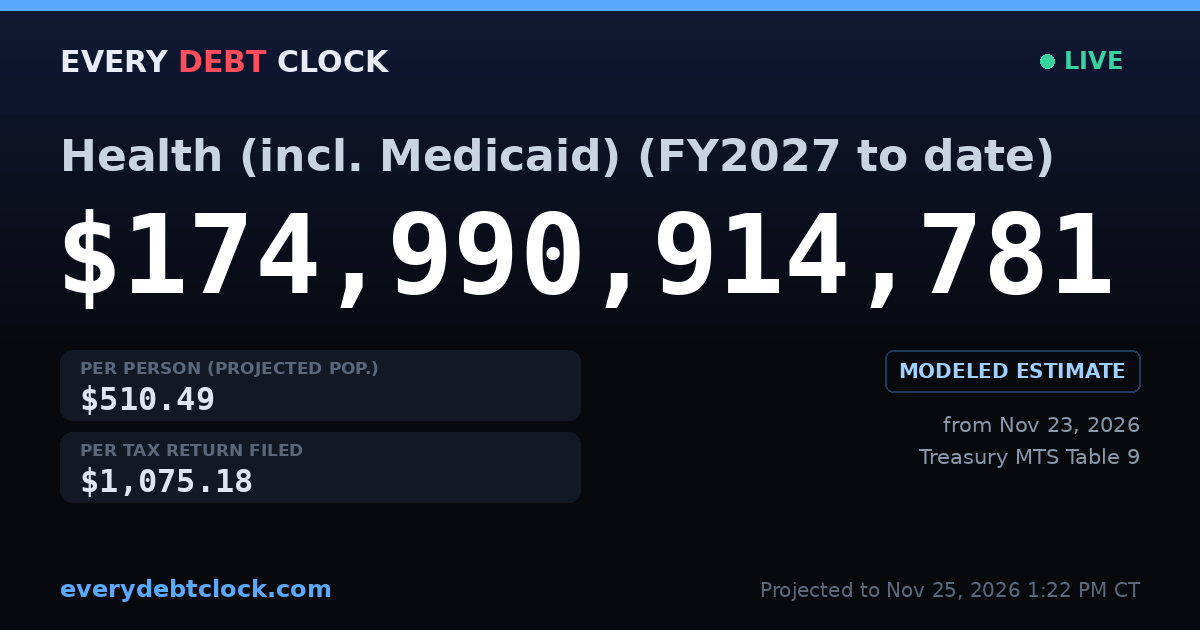 EVERY DEBT CLOCK
LIVE
Health (incl. Medicaid) (FY2027 to date)
$174,990,914,781
PER PERSON (PROJECTED POP.)
$510.49
PER TAX RETURN FILED
$1,075.18
MODELED ESTIMATE
from Nov 23, 2026
Treasury MTS Table 9
everydebtclock.com
Projected to Nov 25, 2026 1:22 PM CT